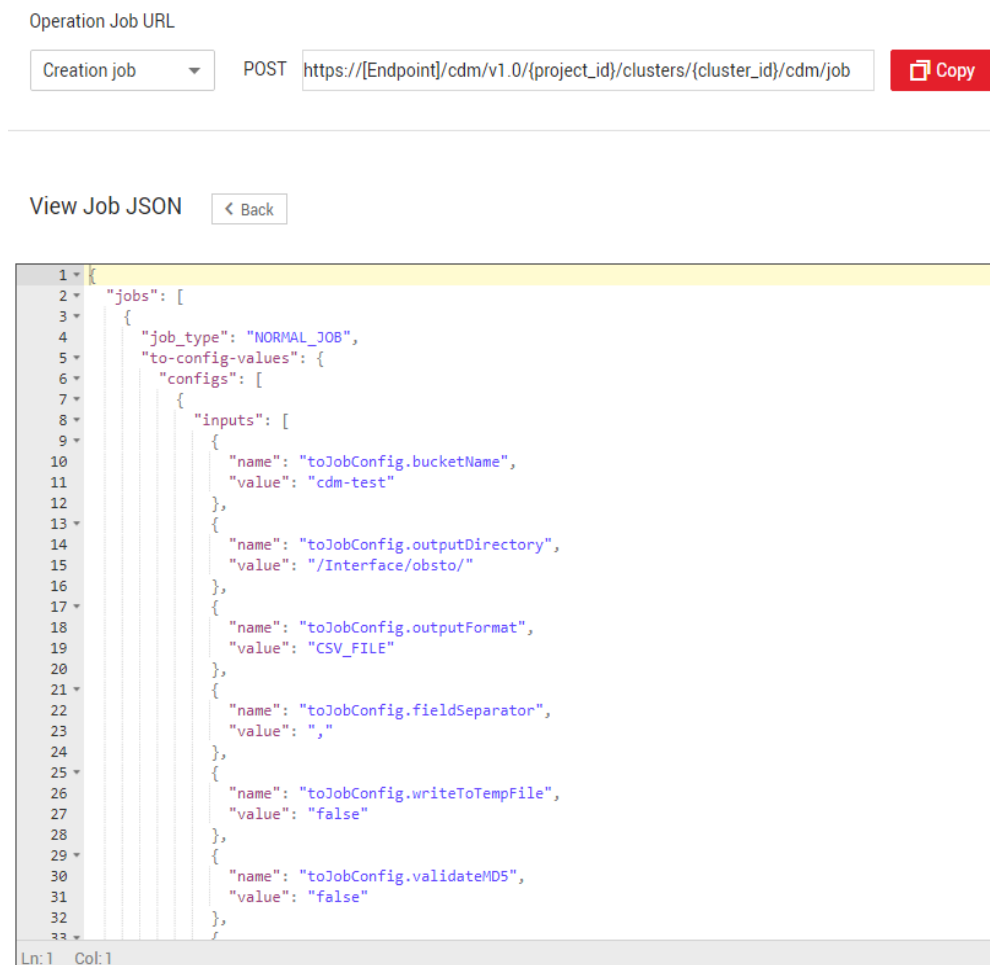 Operation Job URL
Creation job POST https://[Endpoint]/cdm/v1.0/{project_id}/clusters/{cluster_id}/cdm/job Copy
View Job JSON < Back
1 {
2 "jobs": [
3 {
4 "job_type": "NORMAL_JOB",
5 "to-config-values": {
6 "configs": [
7 {
8 "inputs": [
9 {
10 "name": "toJobConfig.bucketName",
11 "value": "cdm-test"
12 },
13 {
14 "name": "toJobConfig.outputDirectory",
15 "value": "/Interface/obsto/"
16 },
17 {
18 "name": "toJobConfig.outputFormat",
19 "value": "CSV_FILE"
20 },
21 {
22 "name": "toJobConfig.fieldSeparator",
23 "value": ","
24 },
25 {
26 "name": "toJobConfig.writeToTempFile",
27 "value": "false"
28 },
29 {
30 "name": "toJobConfig.validateMD5",
31 "value": "false"
32 },
33 {
Ln:1 Col:1